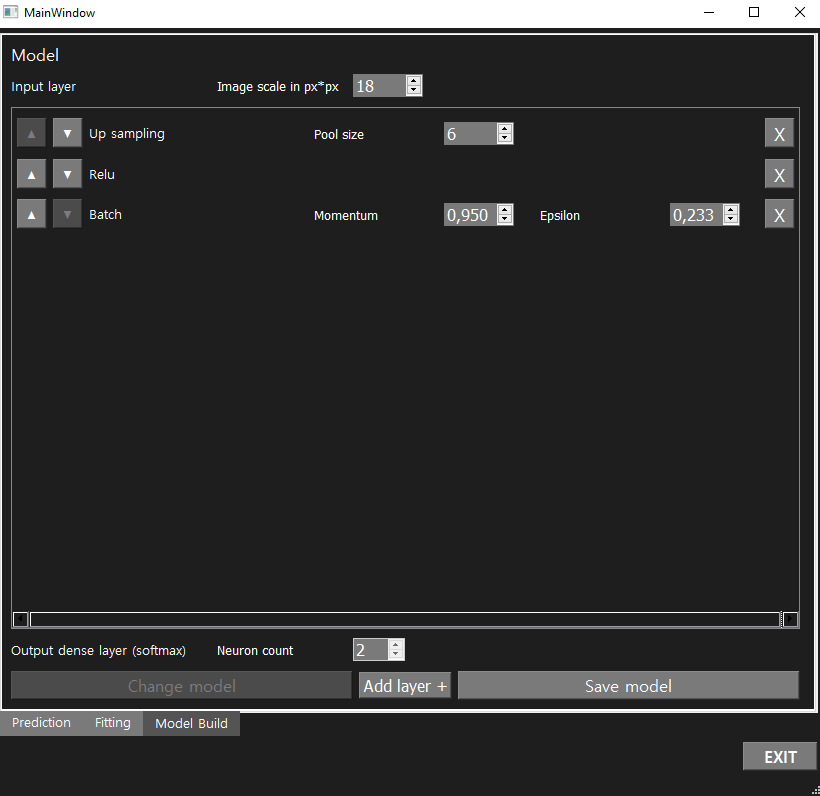 MainWindow
Model
Input layer Image scale in px*px 18
▲ ▼ Up sampling Pool size 6 X
▲ ▼ Relu X
▲ ▼ Batch Momentum 0,950 Epsilon 0,233 X
Output dense layer (softmax) Neuron count 2
Change model Add layer + Save model
Prediction Fitting Model Build
EXIT